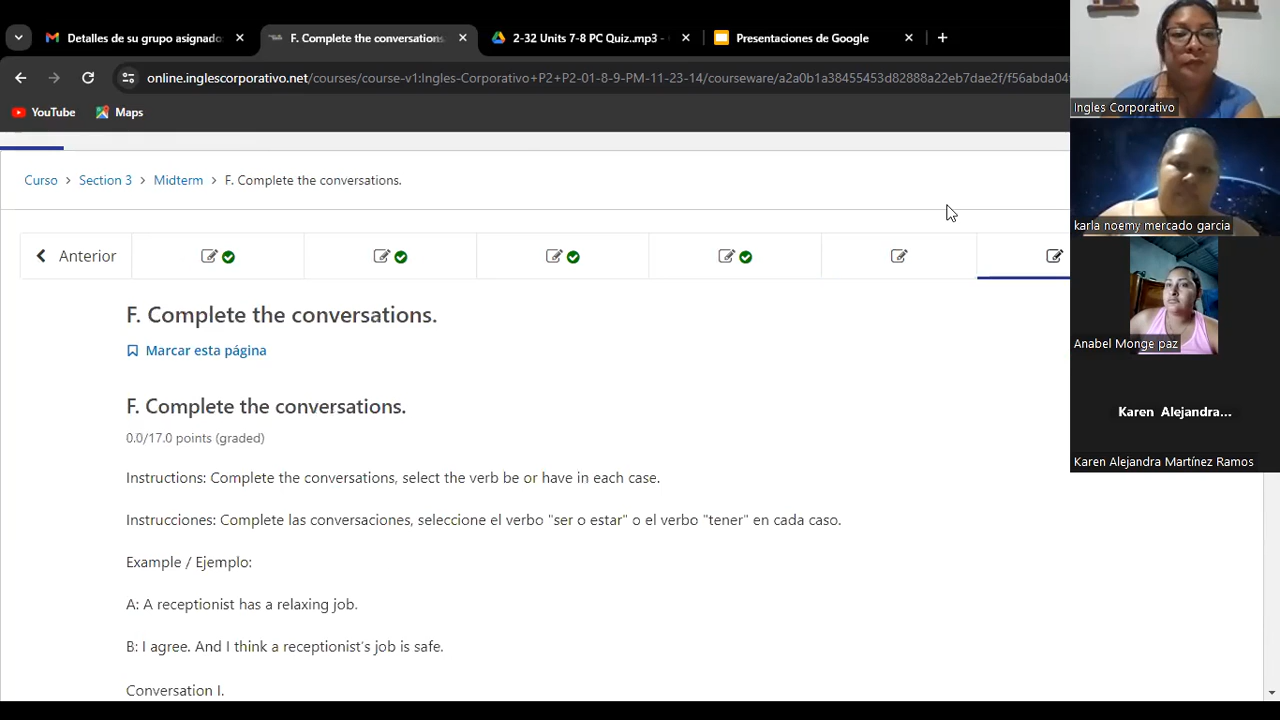 Detalles de su grupo asignado
F. Complete the conversations.
2-32 Units 7-8 PC Quiz..mp3 -
Presentaciones de Google
online.inglescorporativo.net/courses/course-v1:Ingles-Corporativo+P2+P2-01-8-9-PM-11-23-14/courseware/a2a0b1a38455453d82888a22eb7dae2f/f56abda04
YouTube
Maps
Curso > Section 3 > Midterm > F. Complete the conversations.
Anterior
F. Complete the conversations.
Marcar esta página
F. Complete the conversations.
0.0/17.0 points (graded)
Instructions: Complete the conversations, select the verb be or have in each case.
Instrucciones: Complete las conversaciones, seleccione el verbo "ser o estar" o el verbo "tener" en cada caso.
Example / Ejemplo:
A: A receptionist has a relaxing job.
B: I agree. And I think a receptionist's job is safe.
Conversation I.
Ingles Corporativo
karla noemy mercado garcia
Anabel Monge paz
Karen Alejandra...
Karen Alejandra Martínez Ramos